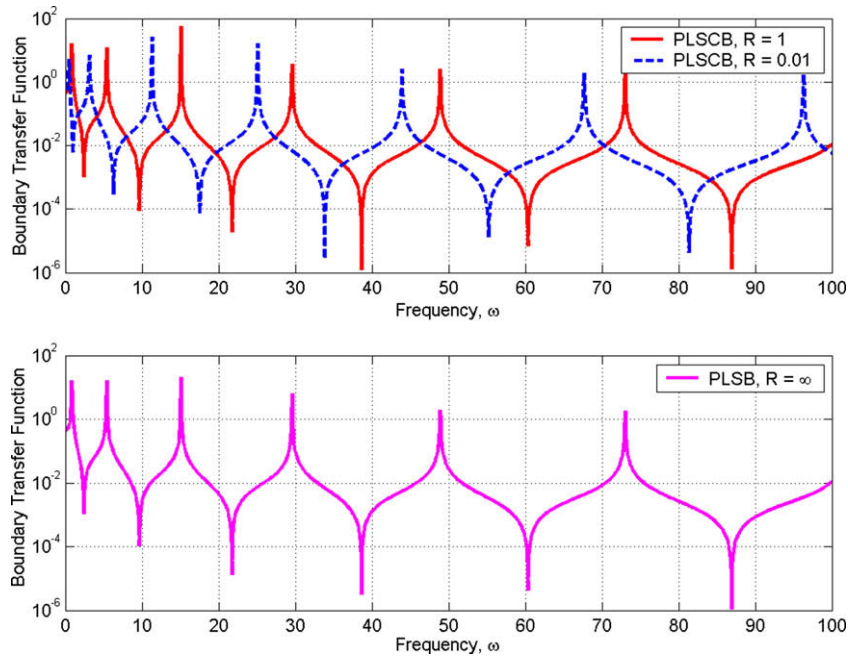 Boundary Transfer Function
10^2
10^0
10^-2
10^-4
10^-6
PLSCB, R = 1
PLSCB, R = 0.01
0 10 20 30 40 50 60 70 80 90 100
Frequency, ω
Boundary Transfer Function
10^2
10^0
10^-2
10^-4
10^-6
PLSB, R = ∞
0 10 20 30 40 50 60 70 80 90 100
Frequency, ω